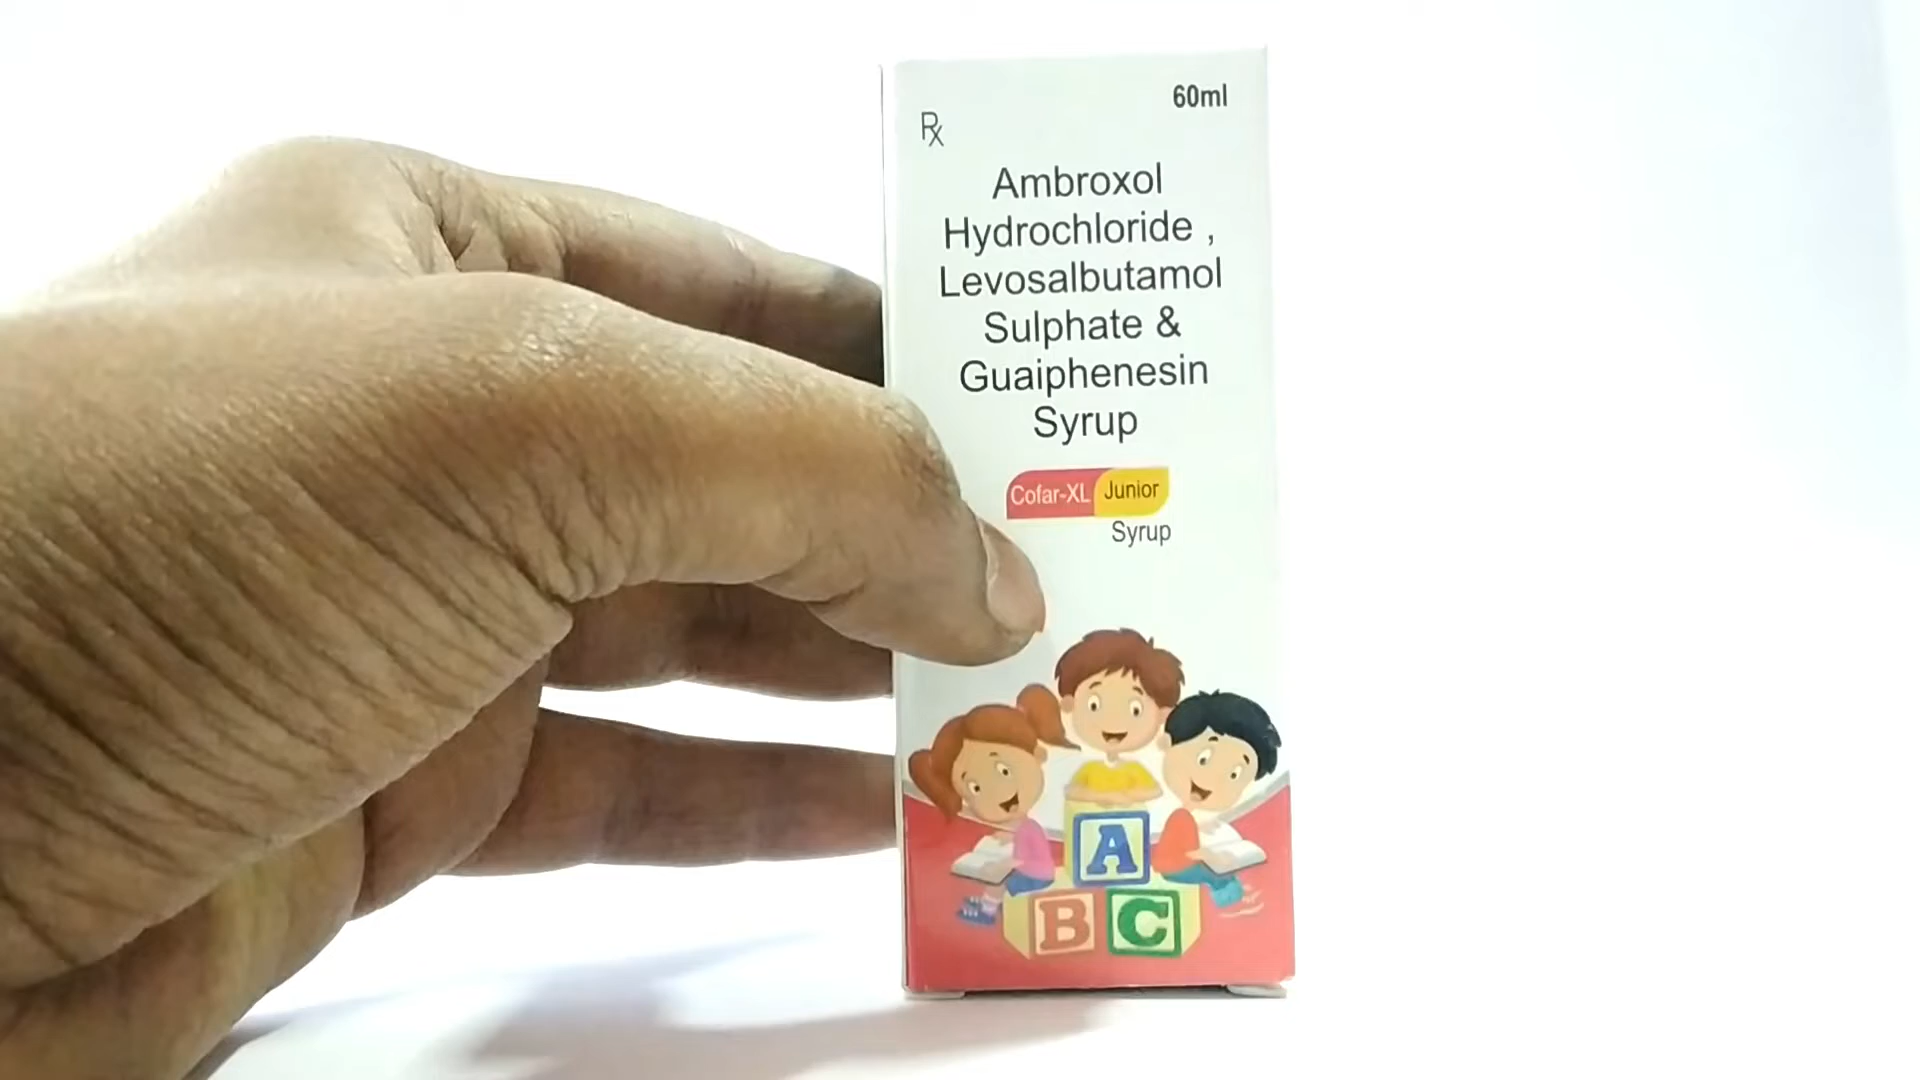 60ml
Rx
Ambroxol
Hydrochloride ,
Levosalbutamol
Sulphate &
Guaiphenesin
Syrup
Cofar-XL Junior
Syrup
A
B C